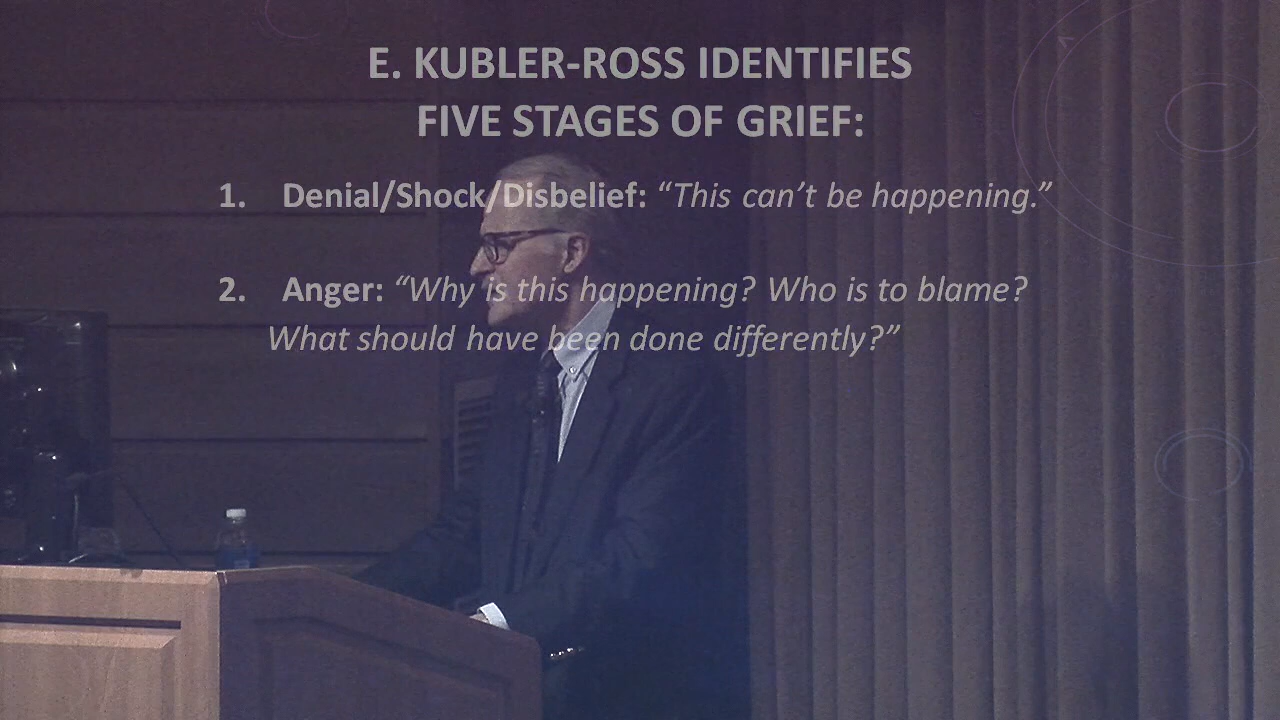 E. KUBLER-ROSS IDENTIFIES
FIVE STAGES OF GRIEF:
1. Denial/Shock/Disbelief: “This can’t be happening.”
2. Anger: “Why is this happening? Who is to blame?
What should have been done differently?”